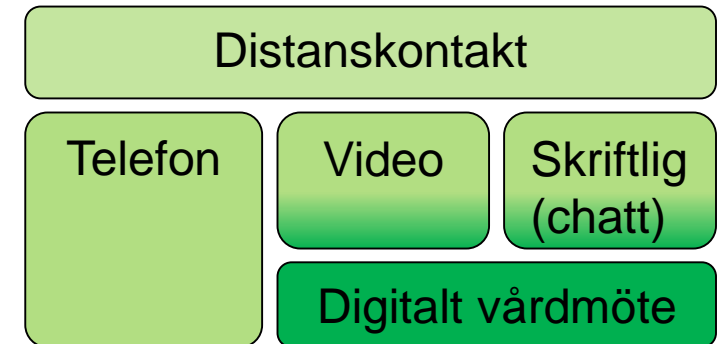 Distanskontakt
Telefon
Video
Skriftlig
(chatt)
Digitalt vårdmöte